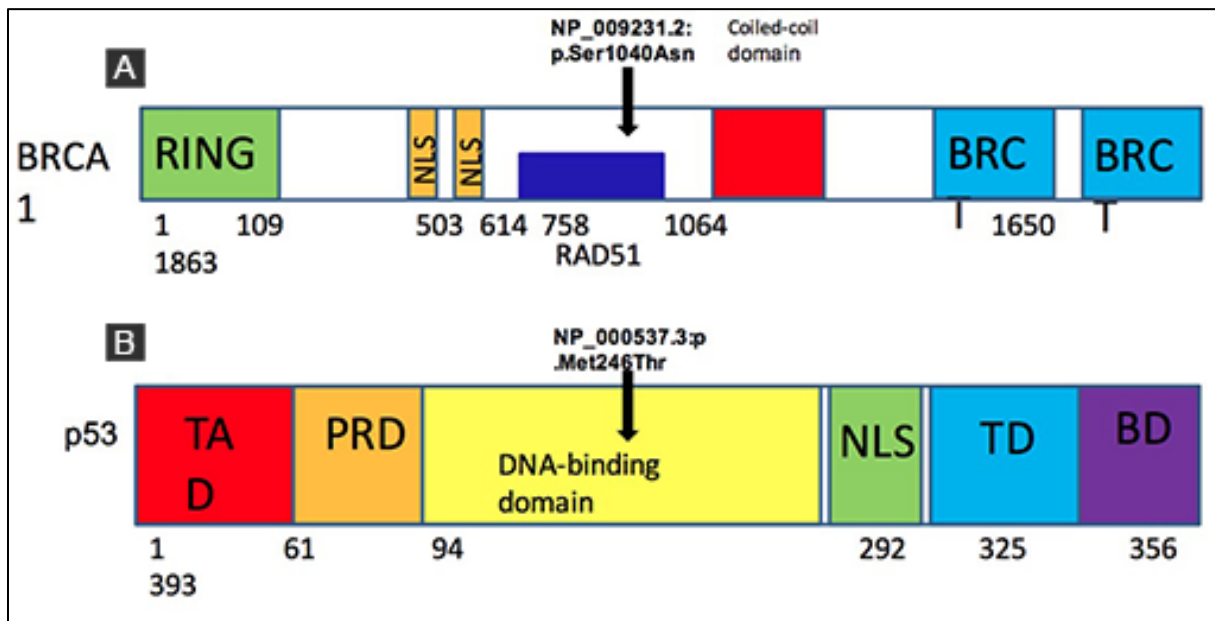 NP_009231.2: Coiled-coil
p.Ser1040Asn domain
A
RING NLS NLS BRC BRC
BRCA
1
T T
1 109 503 614 758 1064 1650
1863 RAD51
B
NP_000537.3:p
.Met246Thr
p53
TA PRD NLS TD BD
D
DNA-binding
domain
1 61 94 292 325 356
393